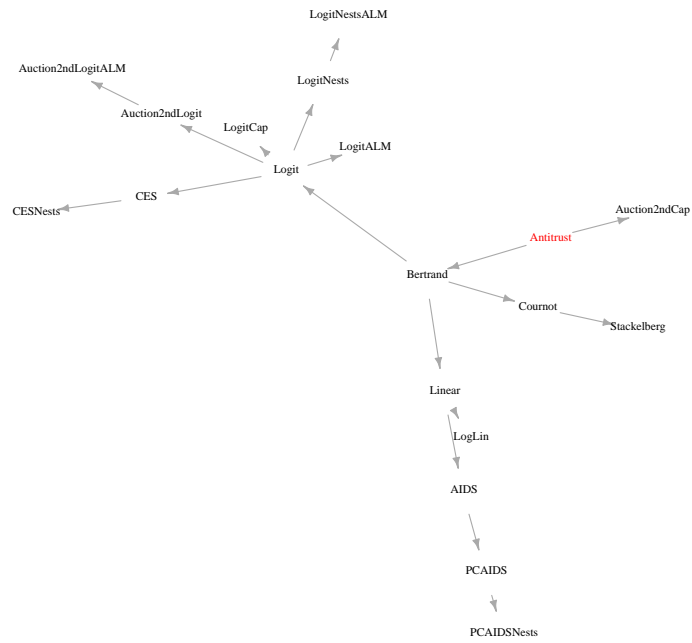 LogitNestsALM
Auction2ndLogitALM
LogitNests
Auction2ndLogit
LogitCap
LogitALM
Logit
CES
CESNests
Auction2ndCap
Antitrust
Bertrand
Cournot
Stackelberg
Linear
LogLin
AIDS
PCAIDS
PCAIDSNests